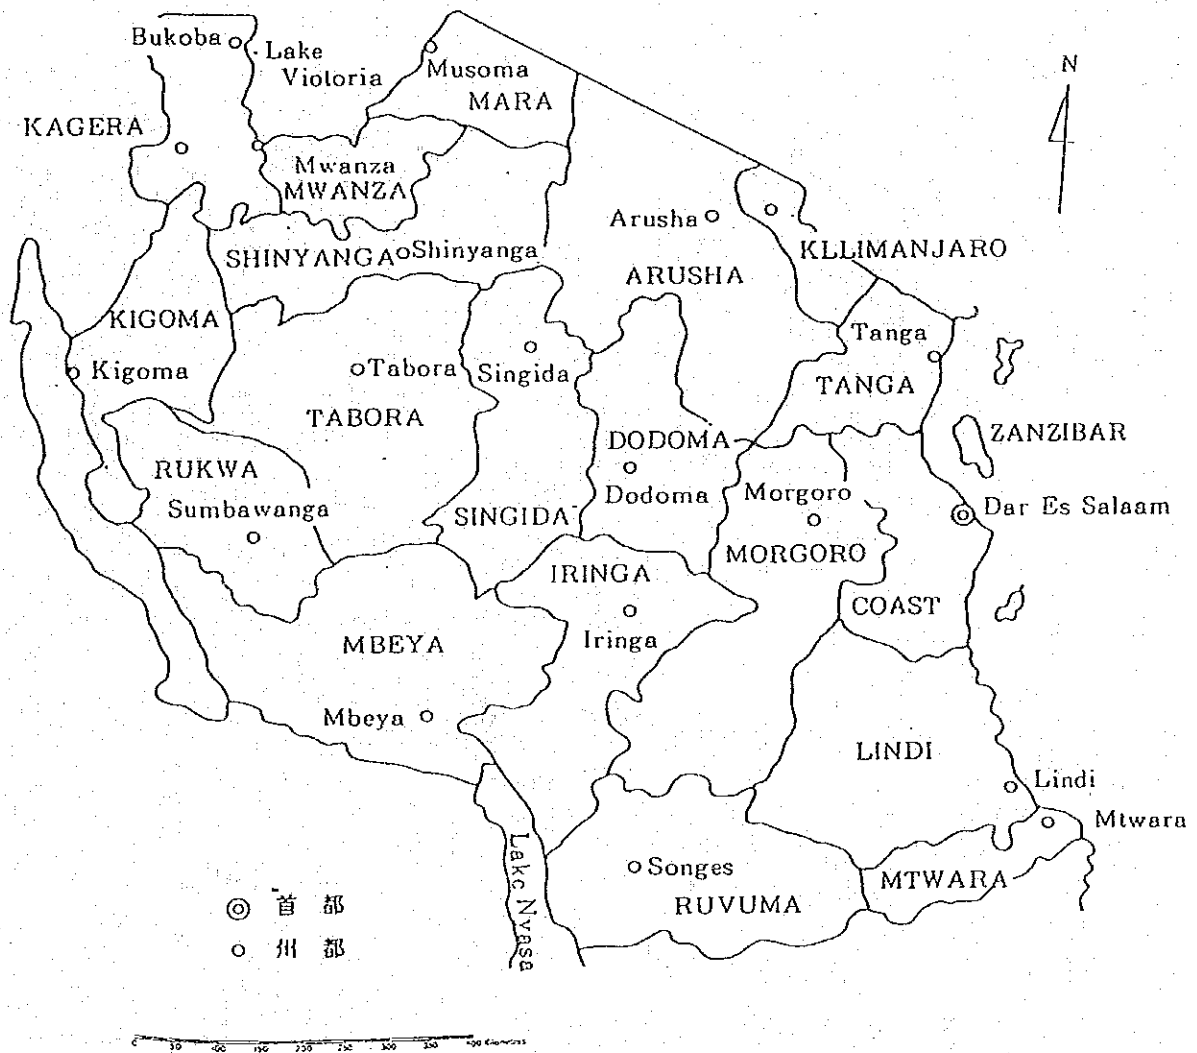 Bukoba
Lake
Violoria
Musoma
MARA
N
KAGERA
Mwanza
MWANZA
Arusha
SHINYANGA
Shinyanga
KLLIMANJARO
ARUSHA
KIGOMA
Kigoma
Tabora
TABORA
Singida
Tanga
TANGA
DODOMA
Dodoma
ZANZIBAR
RUKWA
Sumbawanga
SINGIDA
Morgoro
MORGORO
Dar Es Salaam
IRINGA
Iringa
COAST
MBEYA
Mbeya
LINDI
Lindi
Mtwara
Lake Nyasa
Songes
RUVUMA
MTWARA
首 都
州 都